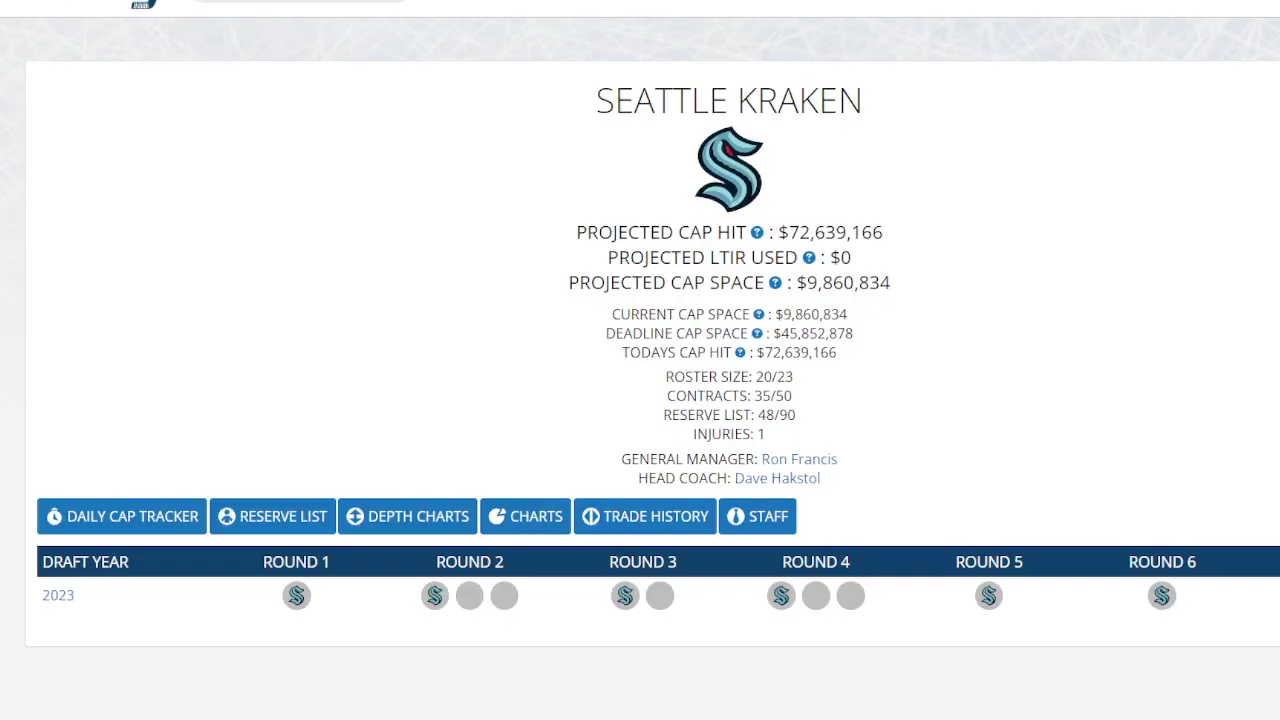 SEATTLE KRAKEN
PROJECTED CAP HIT ? : $72,639,166
PROJECTED LTIR USED ? : $0
PROJECTED CAP SPACE ? : $9,860,834
CURRENT CAP SPACE ? : $9,860,834
DEADLINE CAP SPACE ? : $45,852,878
TODAYS CAP HIT ? : $72,639,166
ROSTER SIZE: 20/23
CONTRACTS: 35/50
RESERVE LIST: 48/90
INJURIES: 1
GENERAL MANAGER: Ron Francis
HEAD COACH: Dave Hakstol
DAILY CAP TRACKER RESERVE LIST DEPTH CHARTS CHARTS TRADE HISTORY STAFF
DRAFT YEAR ROUND 1 ROUND 2 ROUND 3 ROUND 4 ROUND 5 ROUND 6
2023